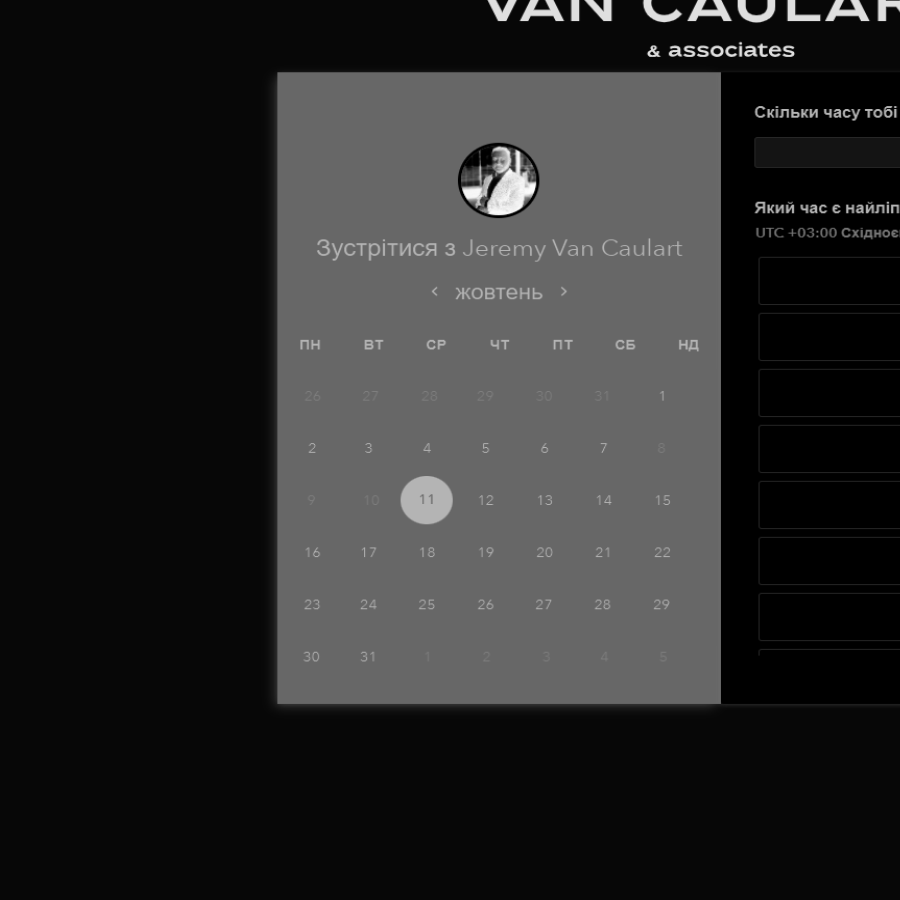 VAN CAULAR
& associates
Зустрітися з Jeremy Van Caulart
жовтень
ПН ВТ СР ЧТ ПТ СБ НД
26 27 28 29 30 31 1
2 3 4 5 6 7 8
9 10 11 12 13 14 15
16 17 18 19 20 21 22
23 24 25 26 27 28 29
30 31 1 2 3 4 5
Скільки часу тобі
Який час є найліп
UTC +03:00 Східноє